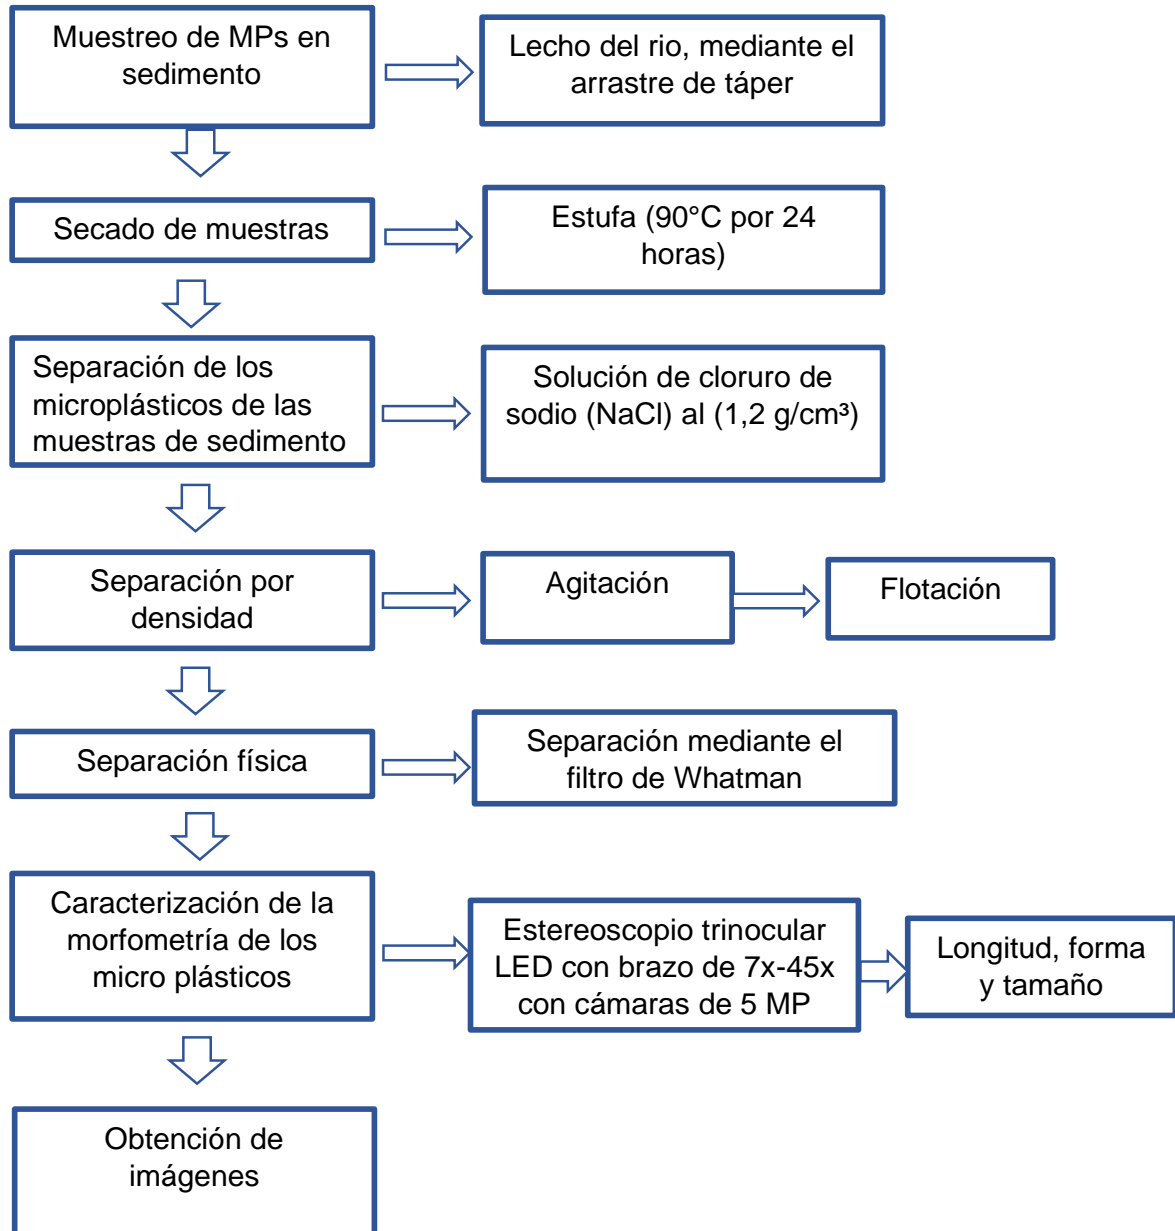 Muestreo de MPs en
sedimento
Lecho del rio, mediante el
arrastre de táper
Secado de muestras
Estufa (90°C por 24
horas)
Separación de los
microplásticos de las
muestras de sedimento
Solución de cloruro de
sodio (NaCl) al (1,2 g/cm³)
Separación por
densidad
Agitación
Flotación
Separación física
Separación mediante el
filtro de Whatman
Caracterización de la
morfometría de los
micro plásticos
Estereoscopio trinocular
LED con brazo de 7x-45x
con cámaras de 5 MP
Longitud, forma
y tamaño
Obtención de
imágenes